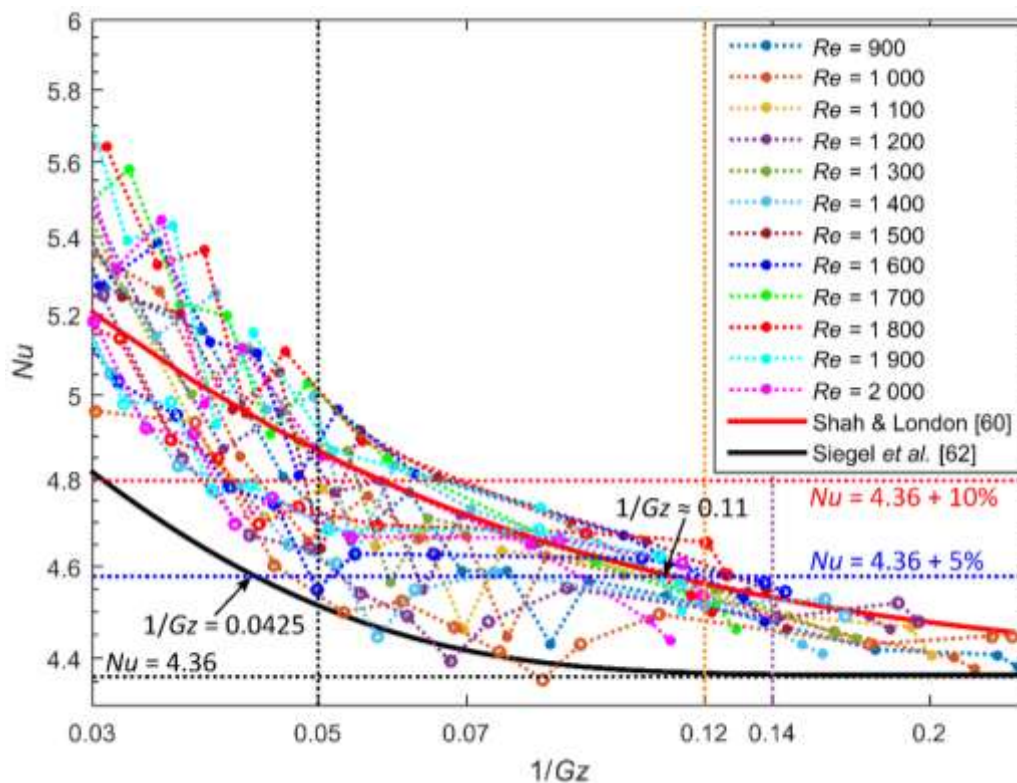 6
5.8
5.6
5.4
5.2
5
4.8
4.6
4.4
Nu
Re = 900
Re = 1 000
Re = 1 100
Re = 1 200
Re = 1 300
Re = 1 400
Re = 1 500
Re = 1 600
Re = 1 700
Re = 1 800
Re = 1 900
Re = 2 000
Shah & London [60]
Siegel et al. [62]
Nu = 4.36 + 10%
1/Gz ≈ 0.11
Nu = 4.36 + 5%
1/Gz = 0.0425
Nu = 4.36
0.03 0.05 0.07 0.12 0.14 0.2
1/Gz